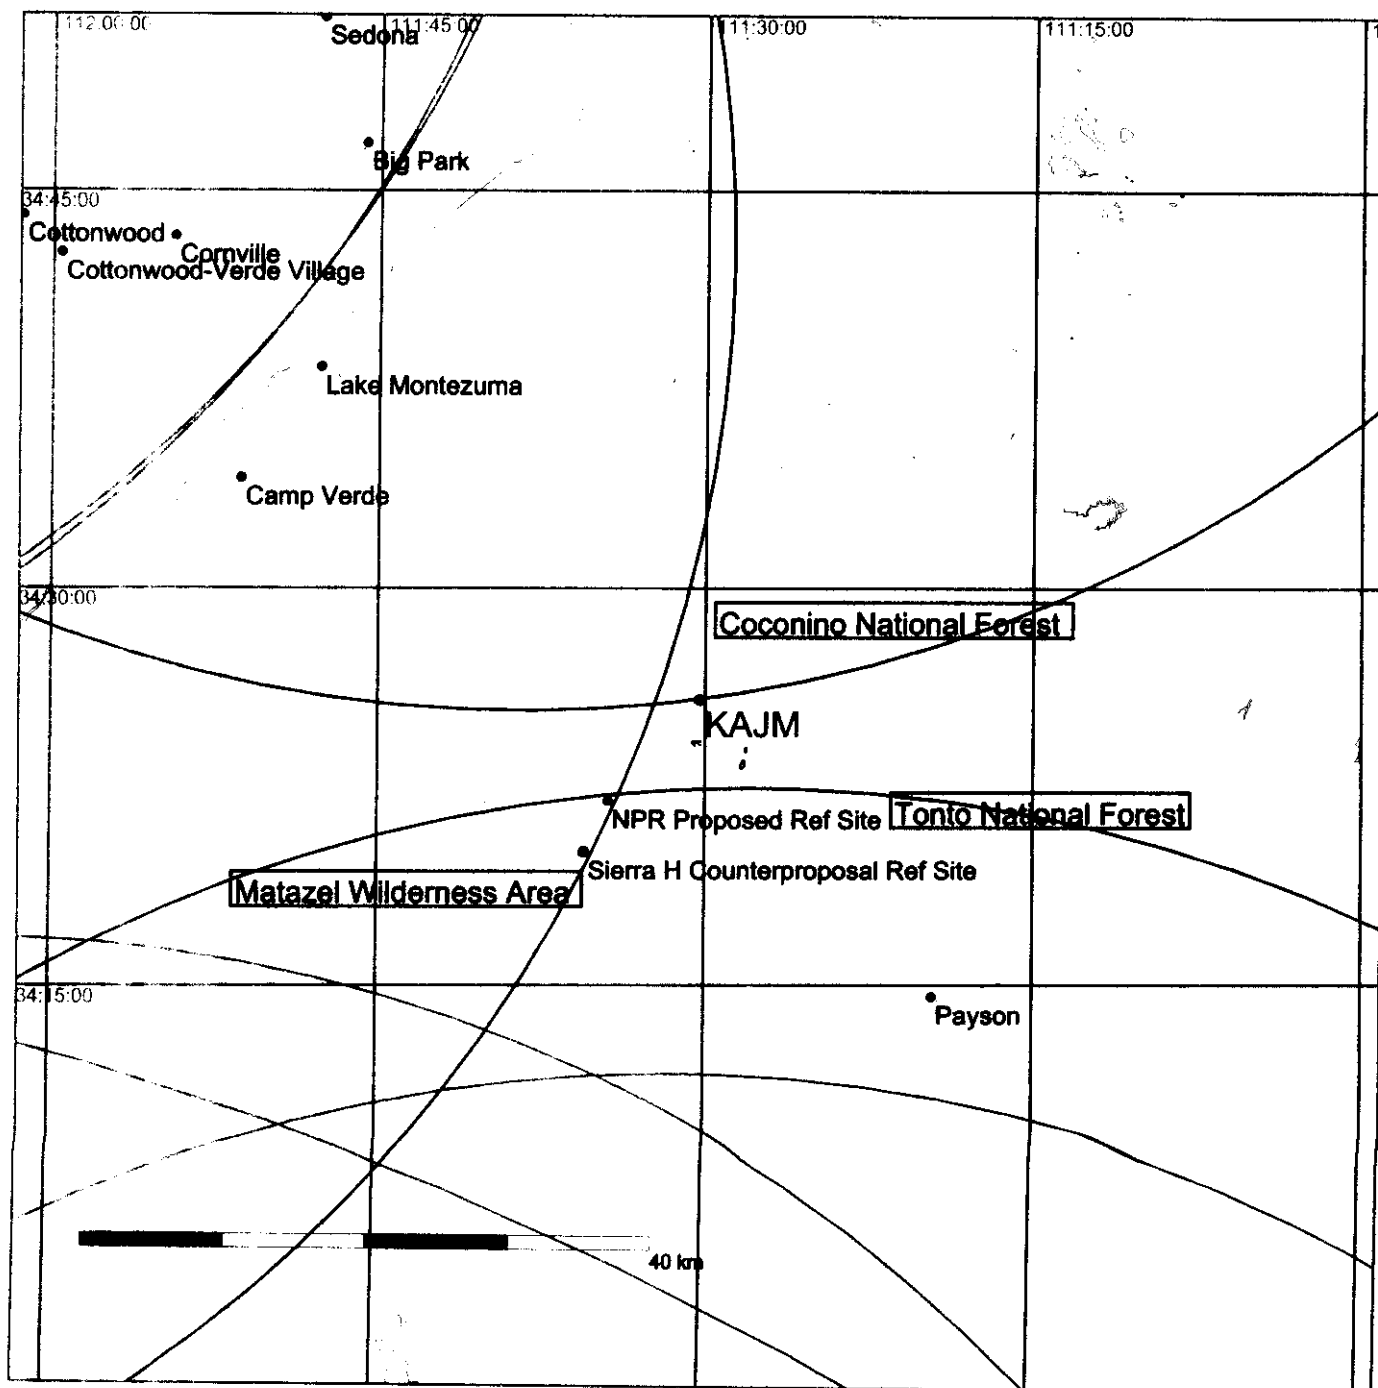 112:00:00
111:45:00
111:30:00
111:15:00
Sedona
Big Park
34:45:00
Cottonwood
Cornville
Cottonwood-Verde Village
Lake Montezuma
Camp Verde
34:30:00
Coconino National Forest
KAJM
NPR Proposed Ref Site
Tonto National Forest
Sierra H Counterproposal Ref Site
Matazel Wilderness Area
34:15:00
Payson
40 km